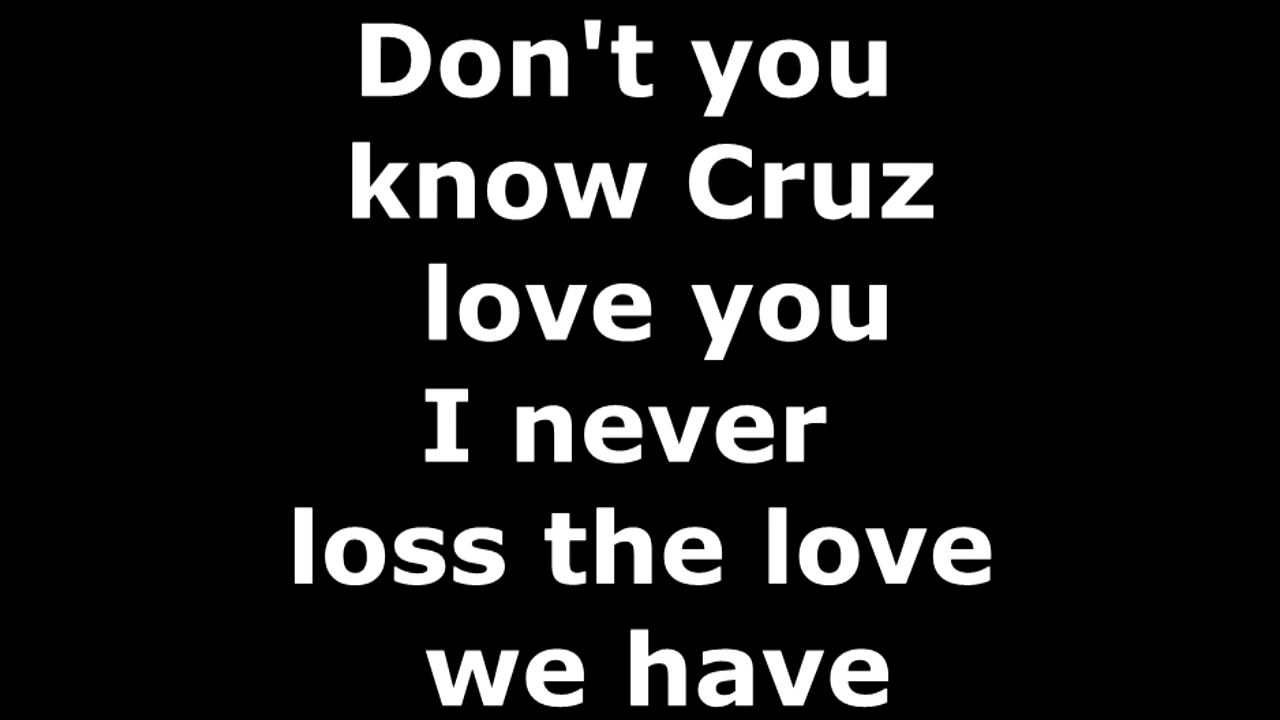 Don't you
know Cruz
love you
I never
loss the love
we have